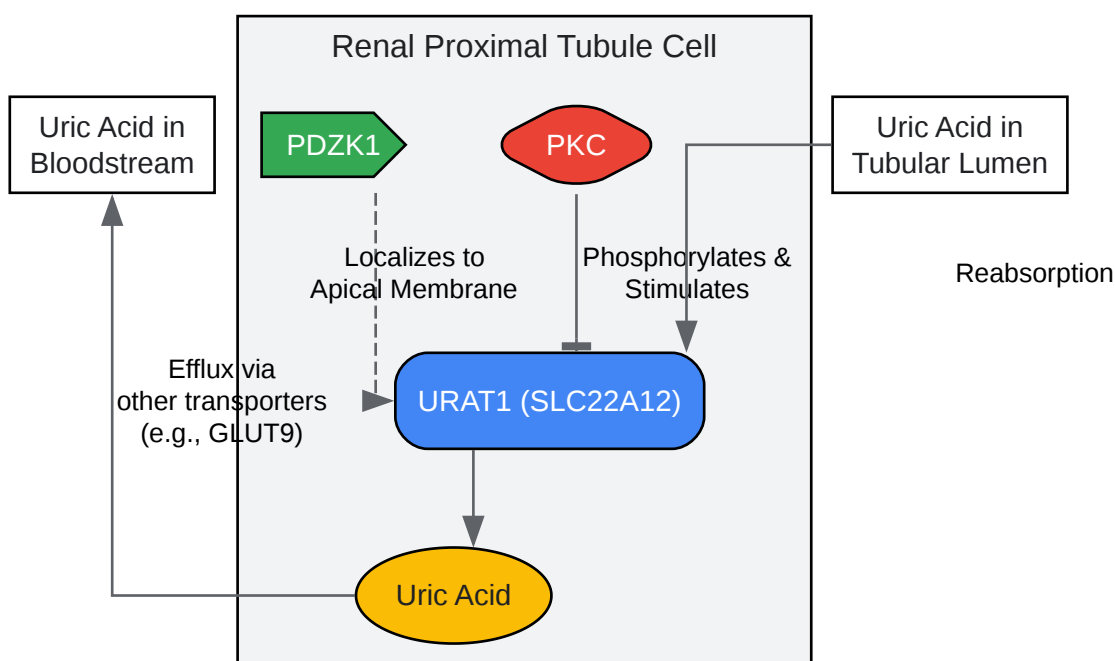 Renal Proximal Tubule Cell
Uric Acid in
Bloodstream
PDZK1
PKC
Uric Acid in
Tubular Lumen
Localizes to
Apical Membrane
Phosphorylates &
Stimulates
Reabsorption
Efflux via
other transporters
(e.g., GLUT9)
URAT1 (SLC22A12)
Uric Acid